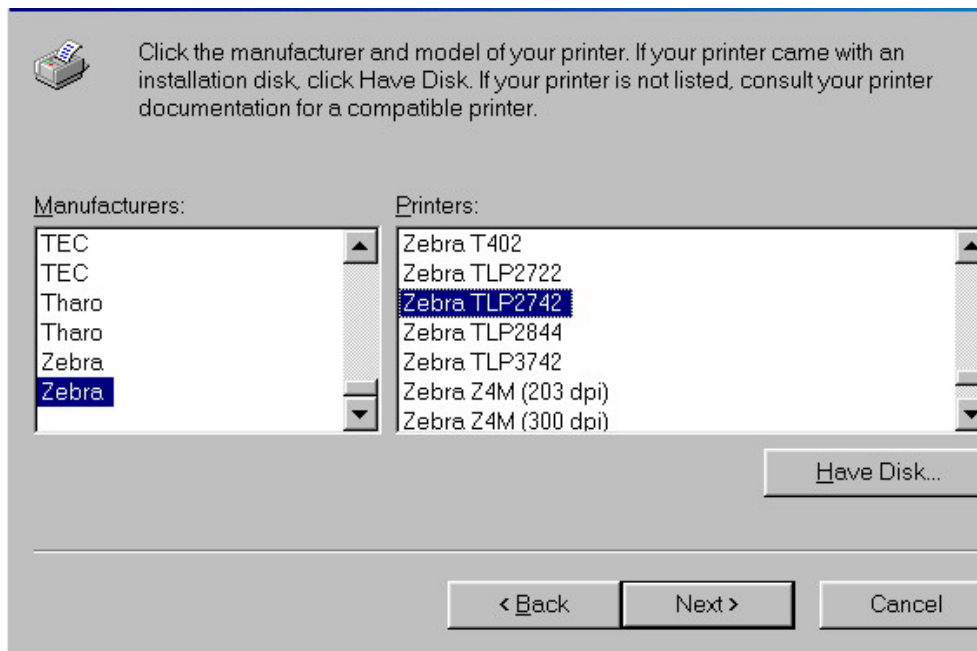 Click the manufacturer and model of your printer. If your printer came with an
installation disk, click Have Disk. If your printer is not listed, consult your printer
documentation for a compatible printer.
Manufacturers:
Printers:
TEC
TEC
Tharo
Tharo
Zebra
Zebra
Zebra T402
Zebra TLP2722
Zebra TLP2742
Zebra TLP2844
Zebra TLP3742
Zebra Z4M (203 dpi)
Zebra Z4M (300 dpi)
Have Disk...
< Back
Next >
Cancel